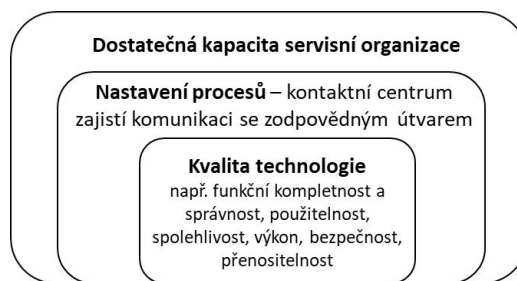 Dostatečná kapacita servisní organizace
Nastavení procesů – kontaktní centrum
zajistí komunikaci se zodpovědným útvarem
Kvalita technologie
např. funkční kompletnost a
správnost, použitelnost,
spolehlivost, výkon, bezpečnost,
přenositelnost